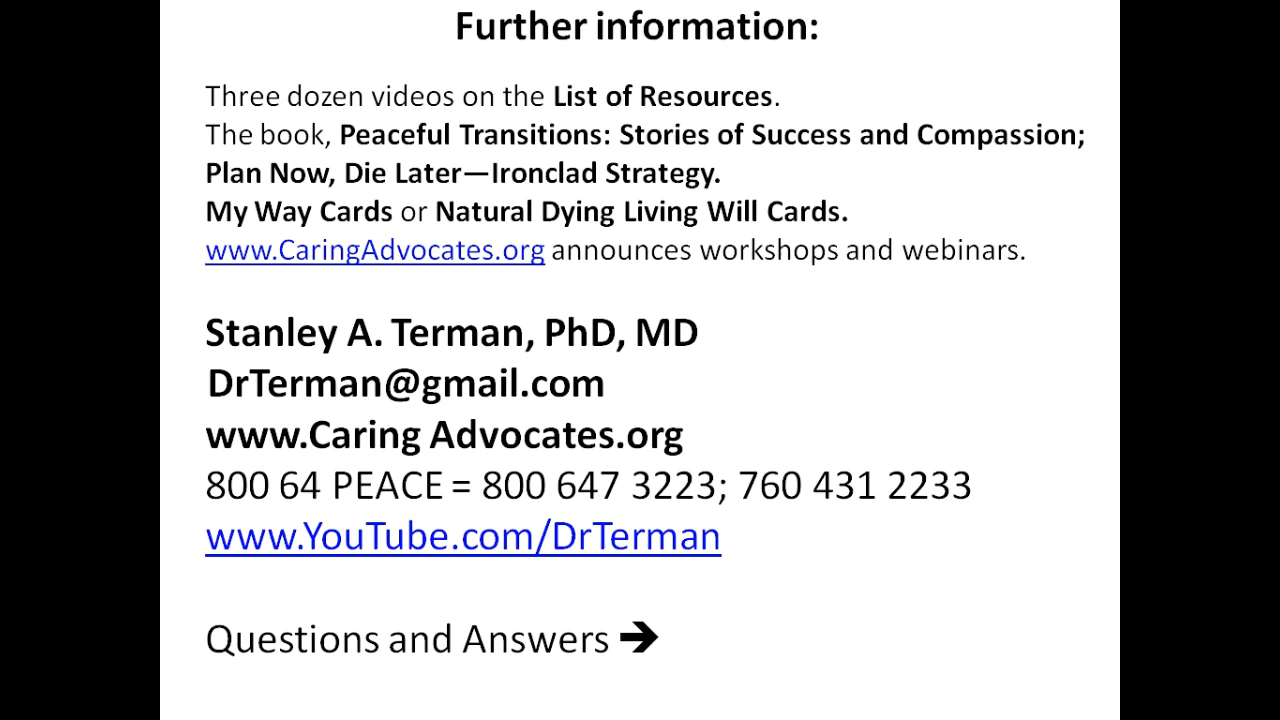 Further information:
Three dozen videos on the List of Resources.
The book, Peaceful Transitions: Stories of Success and Compassion;
Plan Now, Die Later—Ironclad Strategy.
My Way Cards or Natural Dying Living Will Cards.
www.CaringAdvocates.org announces workshops and webinars.
Stanley A. Terman, PhD, MD
DrTerman@gmail.com
www.Caring Advocates.org
800 64 PEACE = 800 647 3223; 760 431 2233
www.YouTube.com/DrTerman
Questions and Answers ➔